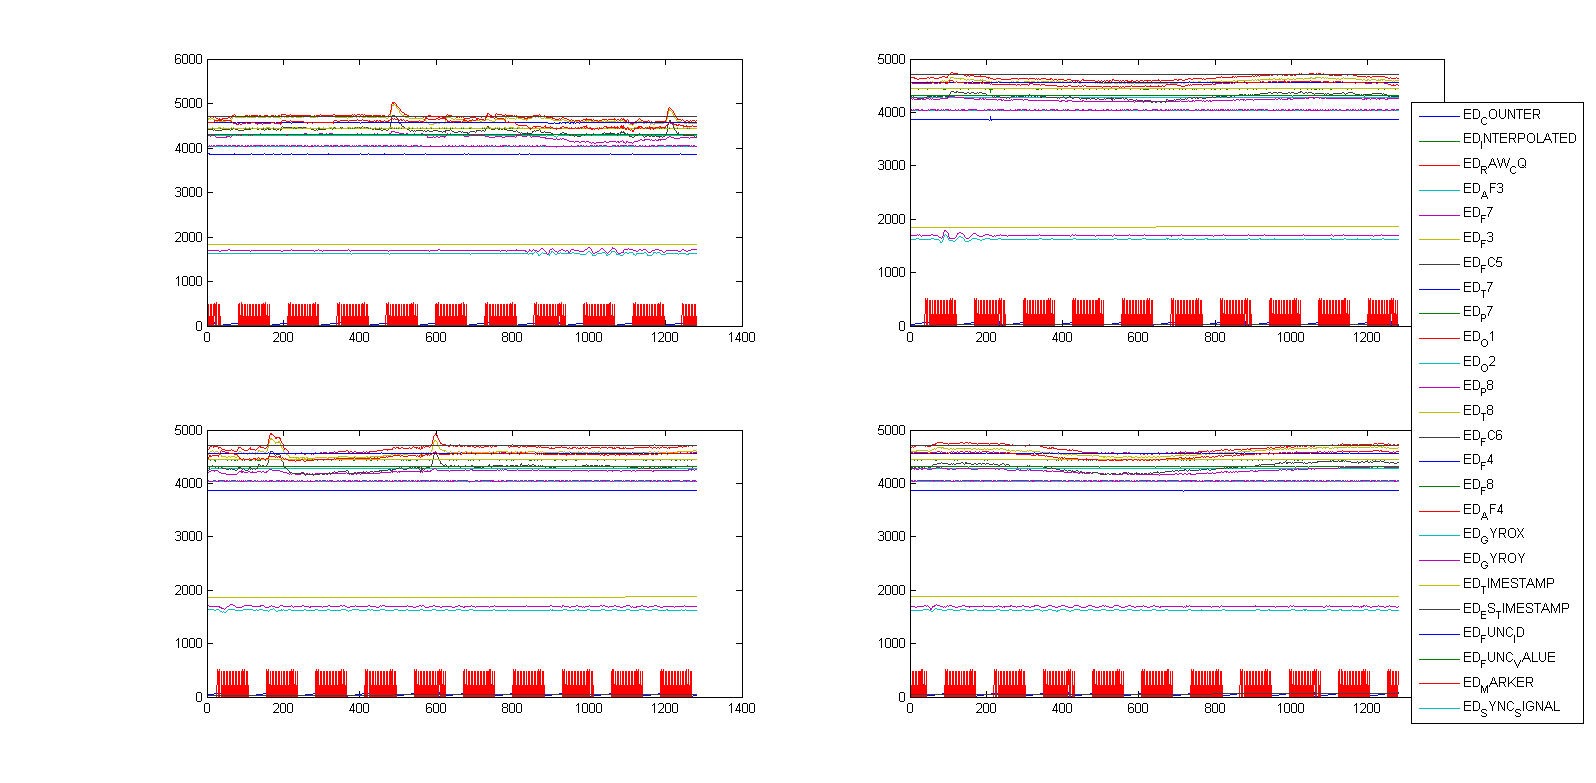 6000
5000
4000
3000
2000
1000
0
0 200 400 600 800 1000 1200 1400
5000
4000
3000
2000
1000
0
0 200 400 600 800 1000 1200
5000
4000
3000
2000
1000
0
0 200 400 600 800 1000 1200 1400
5000
4000
3000
2000
1000
0
0 200 400 600 800 1000 1200
ED_COUNTER
ED_INTERPOLATED
ED_RAW_CQ
ED_AF3
ED_F7
ED_F3
ED_FC5
ED_T7
ED_P7
ED_O1
ED_O2
ED_P8
ED_T8
ED_FC6
ED_F4
ED_F8
ED_AF4
ED_GYROX
ED_GYROY
ED_TIMESTAMP
ED_ES_TIMESTAMP
ED_FUNC_ID
ED_FUNC_VALUE
ED_MARKER
ED_SYNC_SIGNAL